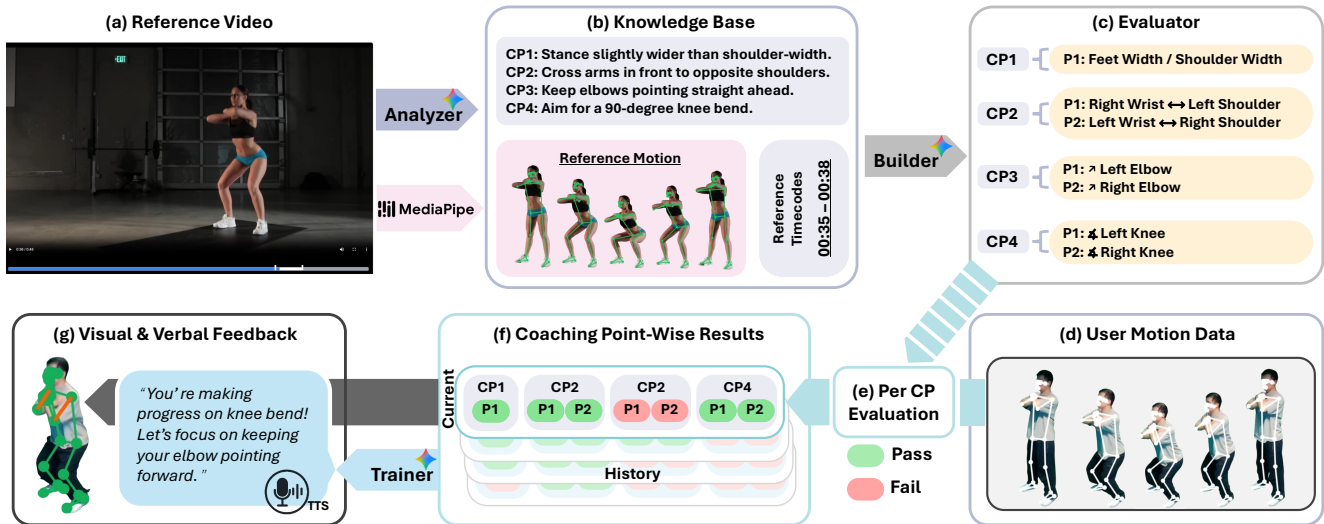 (a) Reference Video
EXIT
0:36 / 0:48
Analyzer
MediaPipe
(b) Knowledge Base
CP1: Stance slightly wider than shoulder-width.
CP2: Cross arms in front to opposite shoulders.
CP3: Keep elbows pointing straight ahead.
CP4: Aim for a 90-degree knee bend.
Reference Motion
Reference
Timecodes
00:35 – 00:38
Builder
(c) Evaluator
CP1
P1: Feet Width / Shoulder Width
CP2
P1: Right Wrist ↔ Left Shoulder
P2: Left Wrist ↔ Right Shoulder
CP3
P1: ↗ Left Elbow
P2: ↗ Right Elbow
CP4
P1: ∡ Left Knee
P2: ∡ Right Knee
(g) Visual & Verbal Feedback
"You're making
progress on knee bend!
Let's focus on keeping
your elbow pointing
forward."
TTS
Trainer
(f) Coaching Point-Wise Results
Current
CP1 CP2 CP2 CP4
P1 P1 P2 P1 P2 P1 P2
History
(e) Per CP
Evaluation
Pass
Fail
(d) User Motion Data